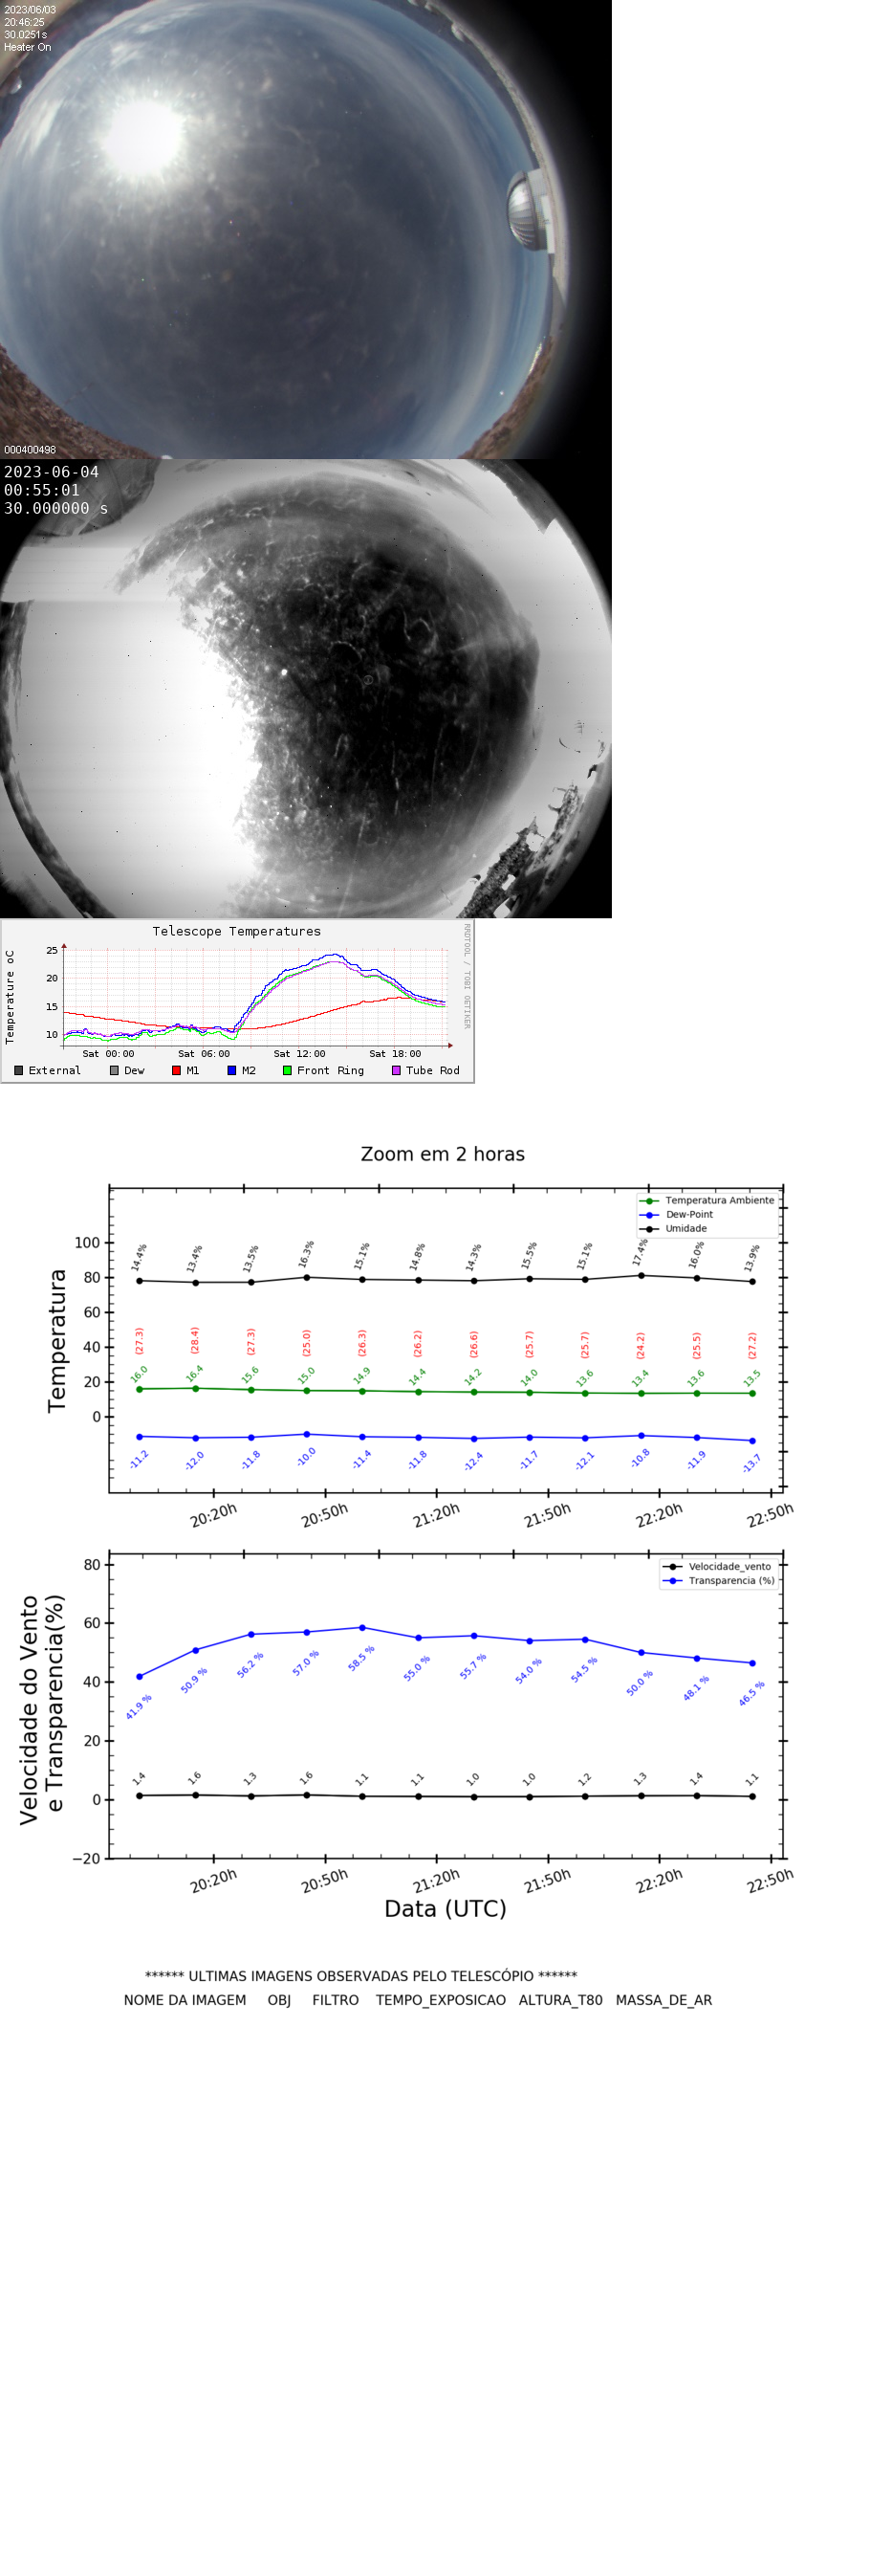 2023/06/03
20:46:25
30.0251s
Heater On
000400498
2023-06-04
00:55:01
30.000000 s
Telescope Temperatures
RRDTOOL / TOBI OETIKER
Temperature oC
25
20
15
10
Sat 00:00 Sat 06:00 Sat 12:00 Sat 18:00
External Dew M1 M2 Front Ring Tube Rod
Zoom em 2 horas
Temperatura Ambiente
Dew-Point
Umidade
Temperatura
100
80
60
40
20
0
14.4% 13.4% 13.5% 16.3% 15.1% 14.8% 14.3% 15.5% 15.1% 17.4% 16.0% 13.9%
(27.3) (28.4) (27.3) (25.0) (26.3) (26.2) (26.6) (25.7) (25.7) (24.2) (25.5) (27.2)
16.0 16.4 15.6 15.0 14.9 14.4 14.2 14.0 13.6 13.4 13.6 13.5
-11.2 -12.0 -11.8 -10.0 -11.4 -11.8 -12.4 -11.7 -12.1 -10.8 -11.9 -13.7
20:20h 20:50h 21:20h 21:50h 22:20h 22:50h
Velocidade_vento
Transparencia (%)
Velocidade do Vento
e Transparencia(%)
80
60
40
20
0
−20
41.9 % 50.9 % 56.2 % 57.0 % 58.5 % 55.0 % 55.7 % 54.0 % 54.5 % 50.0 % 48.1 % 46.5 %
1.4 1.6 1.3 1.6 1.1 1.1 1.0 1.0 1.2 1.3 1.4 1.1
20:20h 20:50h 21:20h 21:50h 22:20h 22:50h
Data (UTC)
****** ULTIMAS IMAGENS OBSERVADAS PELO TELESCÓPIO ******
NOME DA IMAGEM OBJ FILTRO TEMPO_EXPOSICAO ALTURA_T80 MASSA_DE_AR